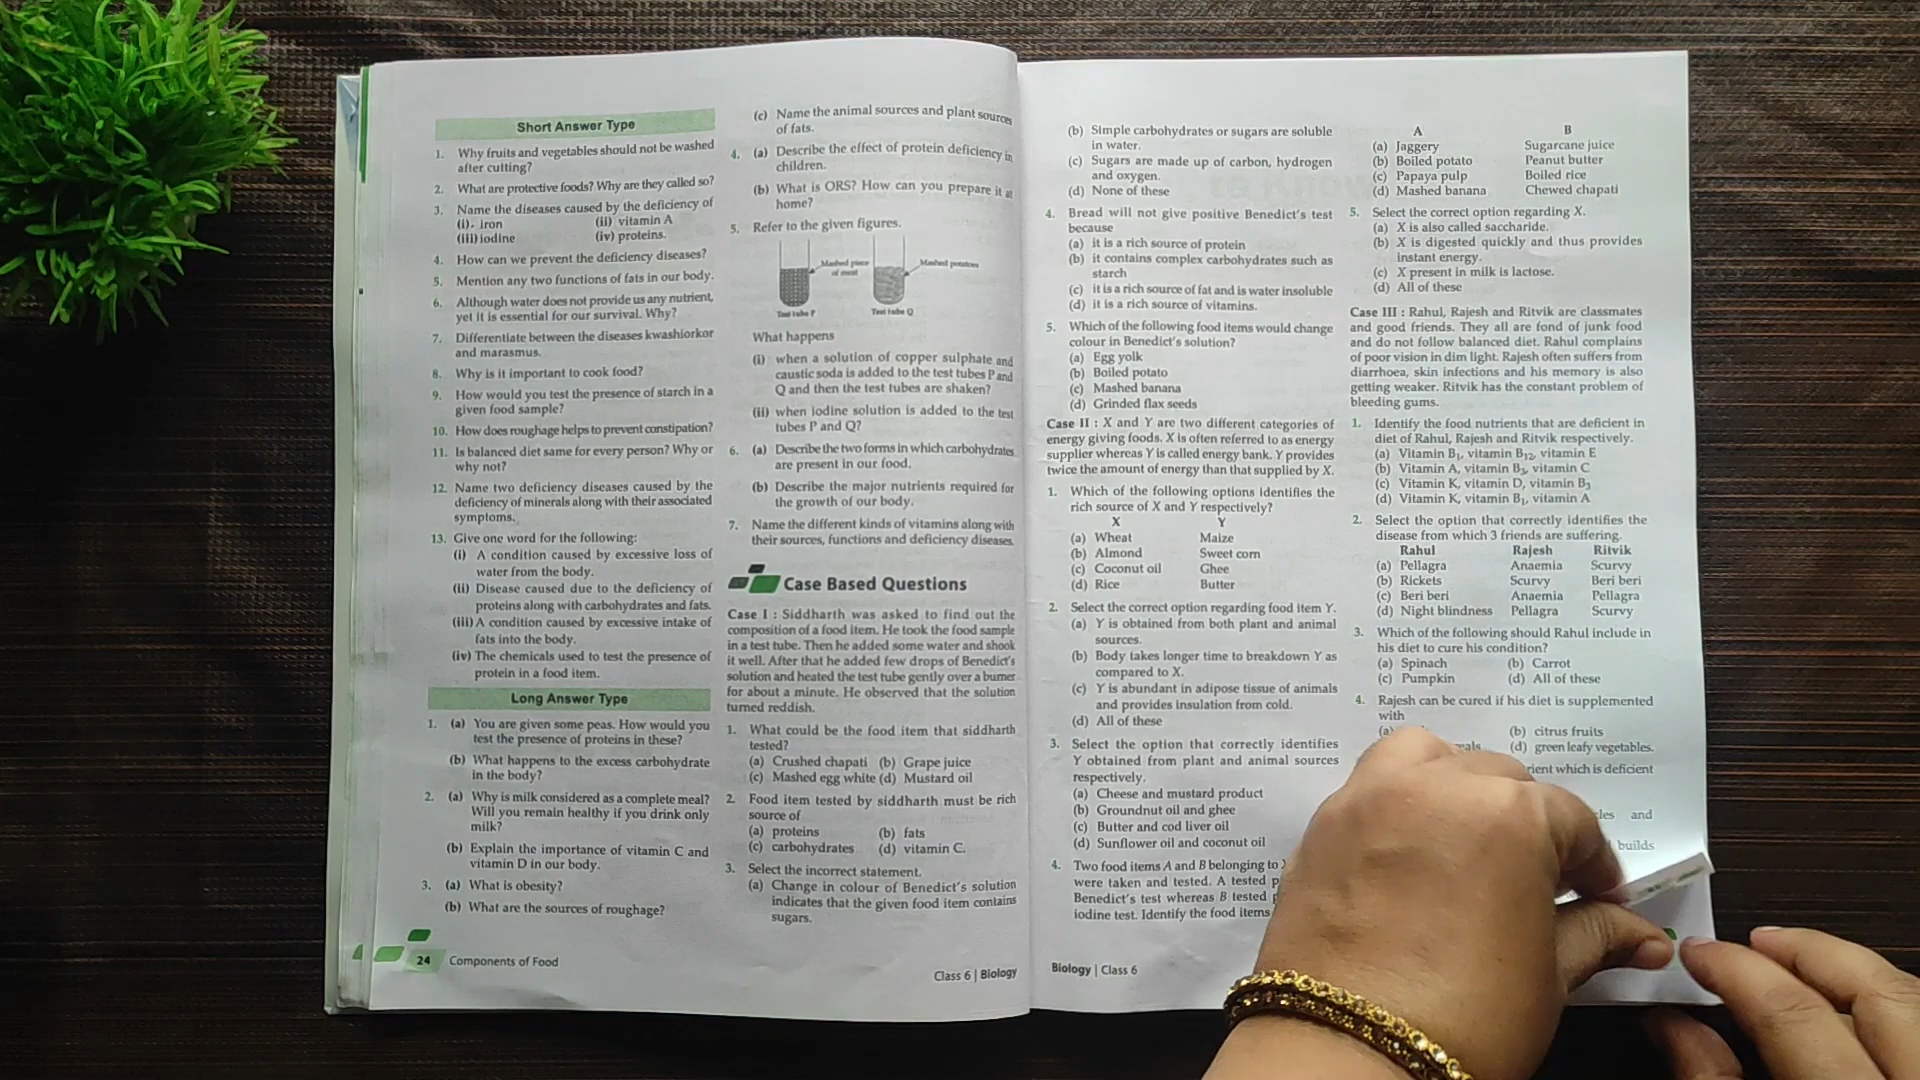 Short Answer Type
1. Why fruits and vegetables should not be washed
after cutting?
2. What are protective foods? Why are they called so?
3. Name the diseases caused by the deficiency of
(i). iron (ii) vitamin A
(iii) iodine (iv) proteins.
4. How can we prevent the deficiency diseases?
5. Mention any two functions of fats in our body.
6. Although water does not provide us any nutrient,
yet it is essential for our survival. Why?
7. Differentiate between the diseases kwashiorkor
and marasmus.
8. Why is it important to cook food?
9. How would you test the presence of starch in a
given food sample?
10. How does roughage helps to prevent constipation?
11. Is balanced diet same for every person? Why or
why not?
12. Name two deficiency diseases caused by the
deficiency of minerals along with their associated
symptoms.
13. Give one word for the following:
(i) A condition caused by excessive loss of
water from the body.
(ii) Disease caused due to the deficiency of
proteins along with carbohydrates and fats.
(iii) A condition caused by excessive intake of
fats into the body.
(iv) The chemicals used to test the presence of
protein in a food item.
Long Answer Type
1. (a) You are given some peas. How would you
test the presence of proteins in these?
(b) What happens to the excess carbohydrate
in the body?
2. (a) Why is milk considered as a complete meal?
Will you remain healthy if you drink only
milk?
(b) Explain the importance of vitamin C and
vitamin D in our body.
3. (a) What is obesity?
(b) What are the sources of roughage?
24 Components of Food
(c) Name the animal sources and plant sources
of fats.
4. (a) Describe the effect of protein deficiency in
children.
(b) What is ORS? How can you prepare it at
home?
5. Refer to the given figures.
Mashed piece
of meat
Mashed potatoes
Test tube P Test tube Q
What happens
(i) when a solution of copper sulphate and
caustic soda is added to the test tubes P and
Q and then the test tubes are shaken?
(ii) when iodine solution is added to the test
tubes P and Q?
6. (a) Describe the two forms in which carbohydrates
are present in our food.
(b) Describe the major nutrients required for
the growth of our body.
7. Name the different kinds of vitamins along with
their sources, functions and deficiency diseases.
Case Based Questions
Case I : Siddharth was asked to find out the
composition of a food item. He took the food sample
in a test tube. Then he added some water and shook
it well. After that he added few drops of Benedict's
solution and heated the test tube gently over a burner
for about a minute. He observed that the solution
turned reddish.
1. What could be the food item that siddharth
tested?
(a) Crushed chapati (b) Grape juice
(c) Mashed egg white (d) Mustard oil
2. Food item tested by siddharth must be rich
source of
(a) proteins (b) fats
(c) carbohydrates (d) vitamin C.
3. Select the incorrect statement.
(a) Change in colour of Benedict's solution
indicates that the given food item contains
sugars.
Class 6 | Biology
(b) Simple carbohydrates or sugars are soluble
in water.
(c) Sugars are made up of carbon, hydrogen
and oxygen.
(d) None of these
4. Bread will not give positive Benedict's test
because
(a) it is a rich source of protein
(b) it contains complex carbohydrates such as
starch
(c) it is a rich source of fat and is water insoluble
(d) it is a rich source of vitamins.
5. Which of the following food items would change
colour in Benedict's solution?
(a) Egg yolk
(b) Boiled potato
(c) Mashed banana
(d) Grinded flax seeds
Case II : X and Y are two different categories of
energy giving foods. X is often referred to as energy
supplier whereas Y is called energy bank. Y provides
twice the amount of energy than that supplied by X.
1. Which of the following options identifies the
rich source of X and Y respectively?
X Y
(a) Wheat Maize
(b) Almond Sweet corn
(c) Coconut oil Ghee
(d) Rice Butter
2. Select the correct option regarding food item Y.
(a) Y is obtained from both plant and animal
sources.
(b) Body takes longer time to breakdown Y as
compared to X.
(c) Y is abundant in adipose tissue of animals
and provides insulation from cold.
(d) All of these
3. Select the option that correctly identifies
Y obtained from plant and animal sources
respectively.
(a) Cheese and mustard product
(b) Groundnut oil and ghee
(c) Butter and cod liver oil
(d) Sunflower oil and coconut oil
4. Two food items A and B belonging to
were taken and tested. A tested
Benedict's test whereas B tested
iodine test. Identify the food items
Biology | Class 6
A B
(a) Jaggery Sugarcane juice
(b) Boiled potato Peanut butter
(c) Papaya pulp Boiled rice
(d) Mashed banana Chewed chapati
5. Select the correct option regarding X.
(a) X is also called saccharide.
(b) X is digested quickly and thus provides
instant energy.
(c) X present in milk is lactose.
(d) All of these
Case III : Rahul, Rajesh and Ritvik are classmates
and good friends. They all are fond of junk food
and do not follow balanced diet. Rahul complains
of poor vision in dim light. Rajesh often suffers from
diarrhoea, skin infections and his memory is also
getting weaker. Ritvik has the constant problem of
bleeding gums.
1. Identify the food nutrients that are deficient in
diet of Rahul, Rajesh and Ritvik respectively.
(a) Vitamin B1, vitamin B12, vitamin E
(b) Vitamin A, vitamin B3, vitamin C
(c) Vitamin K, vitamin D, vitamin B3
(d) Vitamin K, vitamin B1, vitamin A
2. Select the option that correctly identifies the
disease from which 3 friends are suffering.
Rahul Rajesh Ritvik
(a) Pellagra Anaemia Scurvy
(b) Rickets Scurvy Beri beri
(c) Beri beri Anaemia Pellagra
(d) Night blindness Pellagra Scurvy
3. Which of the following should Rahul include in
his diet to cure his condition?
(a) Spinach (b) Carrot
(c) Pumpkin (d) All of these
4. Rajesh can be cured if his diet is supplemented
with
(a) (b) citrus fruits
(d) green leafy vegetables.
which is deficient
and
builds